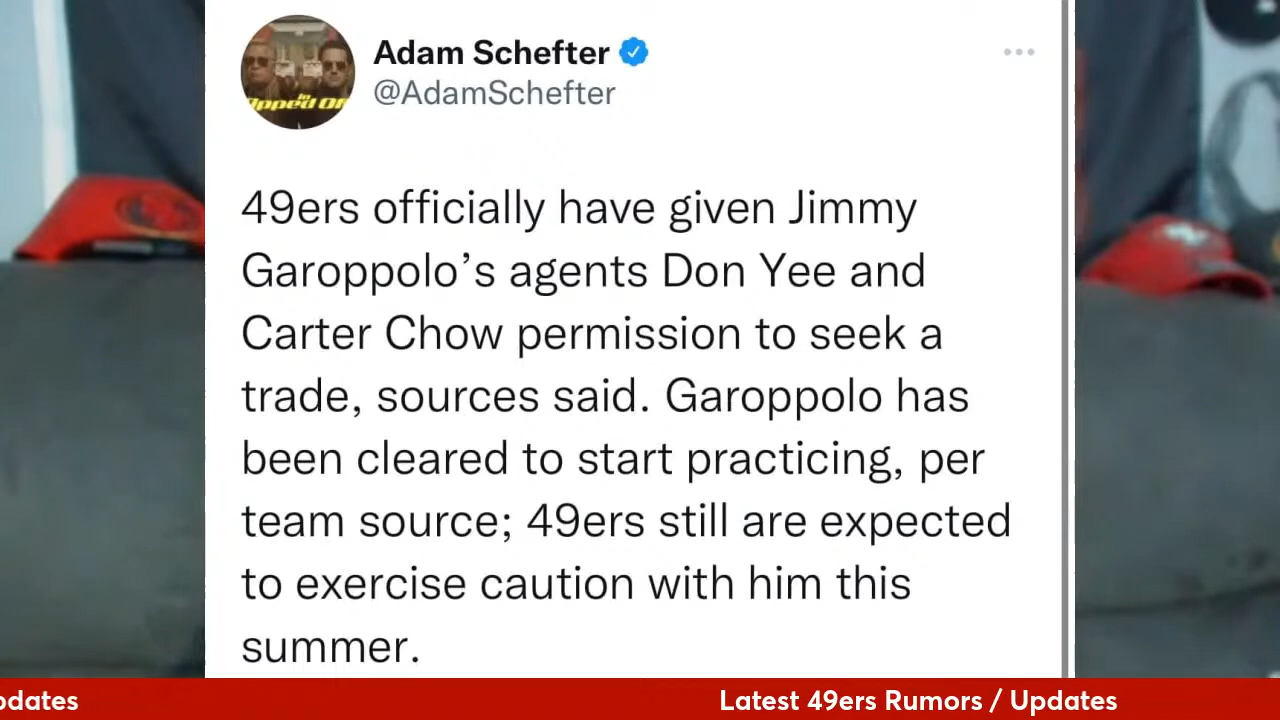 Adam Schefter
@AdamSchefter
49ers officially have given Jimmy
Garoppolo’s agents Don Yee and
Carter Chow permission to seek a
trade, sources said. Garoppolo has
been cleared to start practicing, per
team source; 49ers still are expected
to exercise caution with him this
summer.
Latest 49ers Rumors / Updates